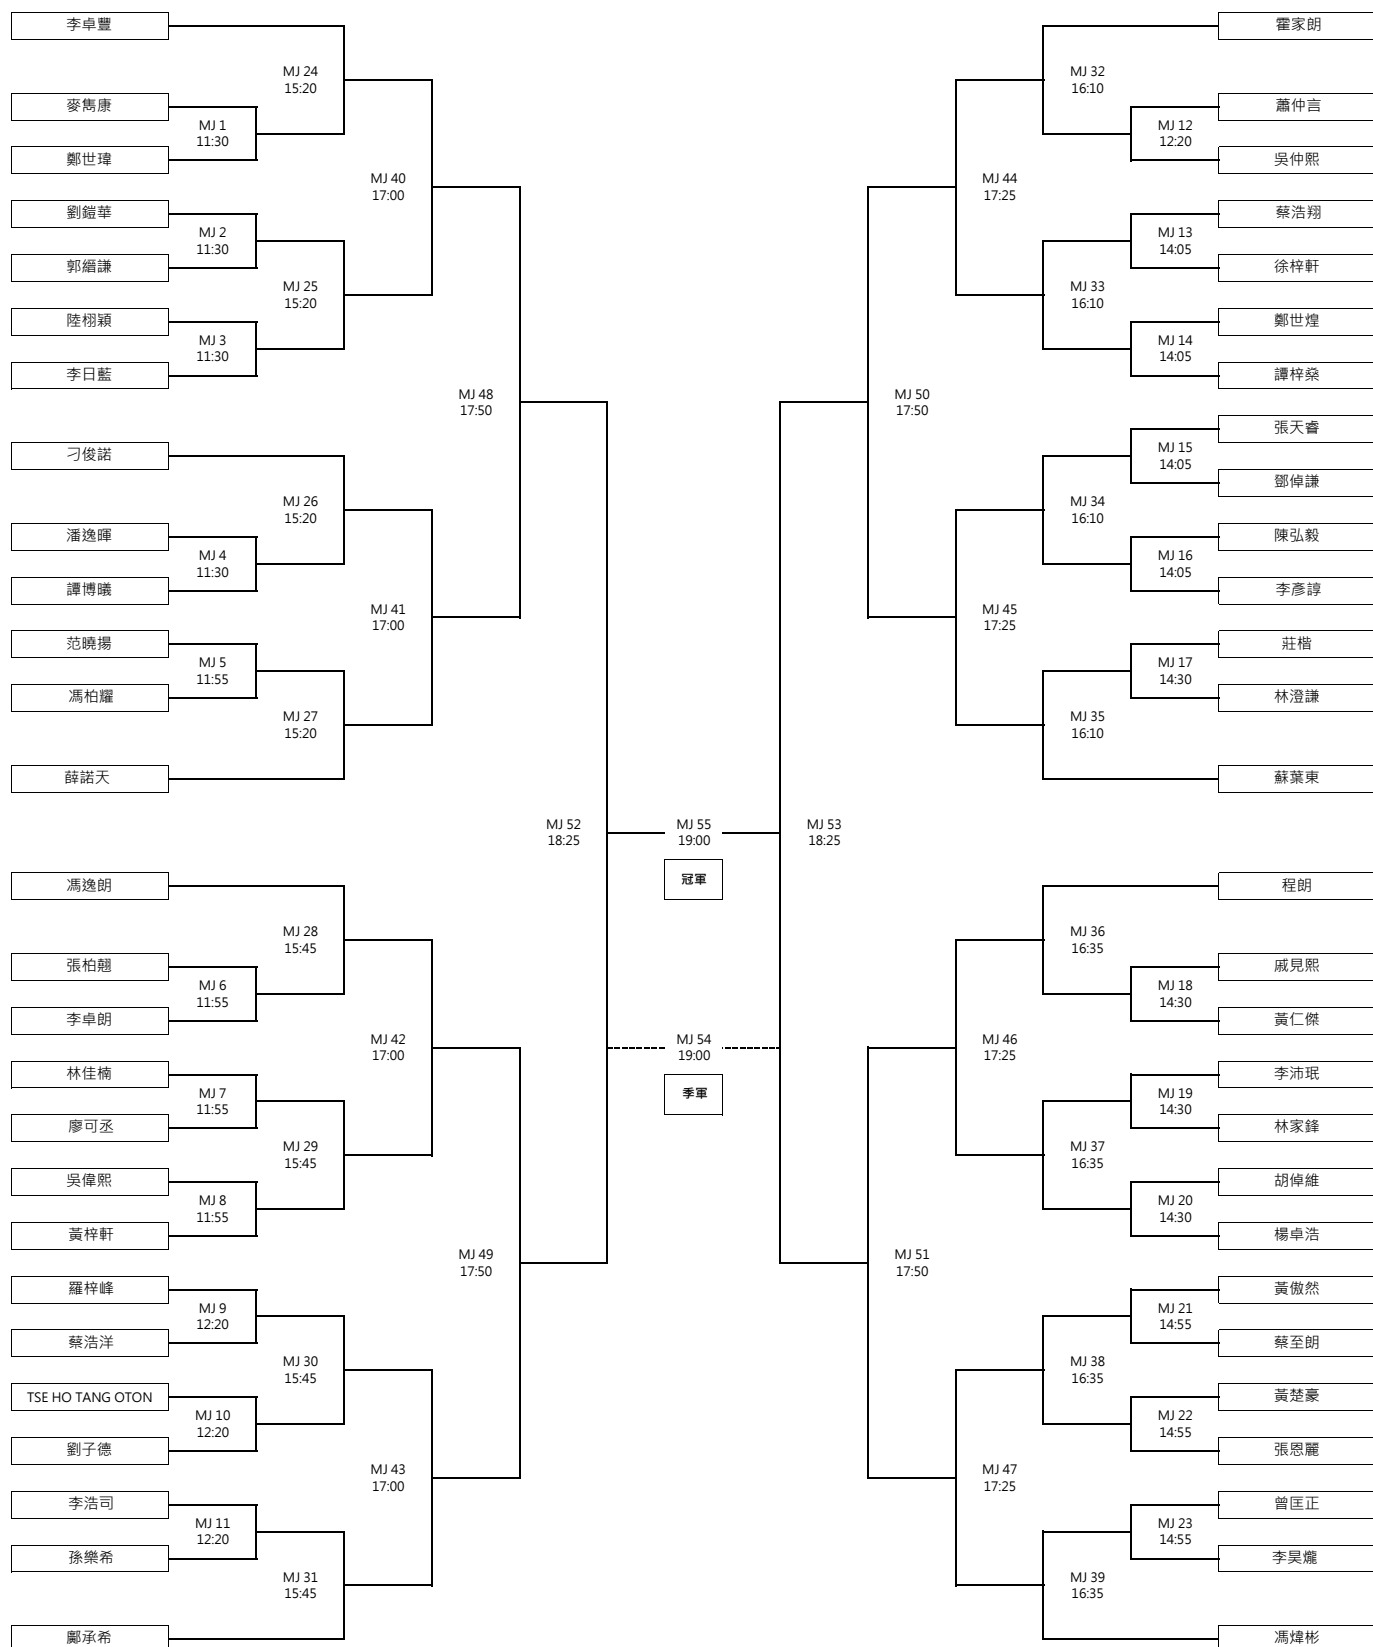 李卓豐
MJ 24
15:20
麥雋康
MJ 1
11:30
鄭世瑋
MJ 40
17:00
劉鎧華
MJ 2
11:30
郭縉謙
MJ 25
15:20
陸栩穎
MJ 3
11:30
李日藍
MJ 48
17:50
刁俊諾
MJ 26
15:20
潘逸暉
MJ 4
11:30
譚博曦
MJ 41
17:00
范曉揚
MJ 5
11:55
馮柏耀
MJ 27
15:20
薛諾天
MJ 52
18:25
馮逸朗
MJ 28
15:45
張柏翹
MJ 6
11:55
李卓朗
MJ 42
17:00
林佳楠
MJ 7
11:55
廖可丞
MJ 29
15:45
吳偉熙
MJ 8
11:55
黃梓軒
MJ 49
17:50
羅梓峰
MJ 9
12:20
蔡浩洋
MJ 30
15:45
TSE HO TANG OTON
MJ 10
12:20
劉子德
MJ 43
17:00
李浩司
MJ 11
12:20
孫樂希
MJ 31
15:45
鄺承希
MJ 55
19:00
冠軍
MJ 54
19:00
季軍
霍家朗
MJ 32
16:10
蕭仲言
MJ 12
12:20
吳仲熙
MJ 44
17:25
蔡浩翔
MJ 13
14:05
徐梓軒
MJ 33
16:10
鄭世煌
MJ 14
14:05
譚梓燊
MJ 50
17:50
張天睿
MJ 15
14:05
鄧倬謙
MJ 34
16:10
陳弘毅
MJ 16
14:05
李彥諄
MJ 45
17:25
莊楷
MJ 17
14:30
林澄謙
MJ 35
16:10
蘇葉東
MJ 53
18:25
程朗
MJ 36
16:35
戚見熙
MJ 18
14:30
黃仁傑
MJ 46
17:25
李沛珉
MJ 19
14:30
林家鋒
MJ 37
16:35
胡倬維
MJ 20
14:30
楊卓浩
MJ 51
17:50
黃傲然
MJ 21
14:55
蔡至朗
MJ 38
16:35
黃楚豪
MJ 22
14:55
張恩麗
MJ 47
17:25
曾匡正
MJ 23
14:55
李昊爖
MJ 39
16:35
馮煒彬